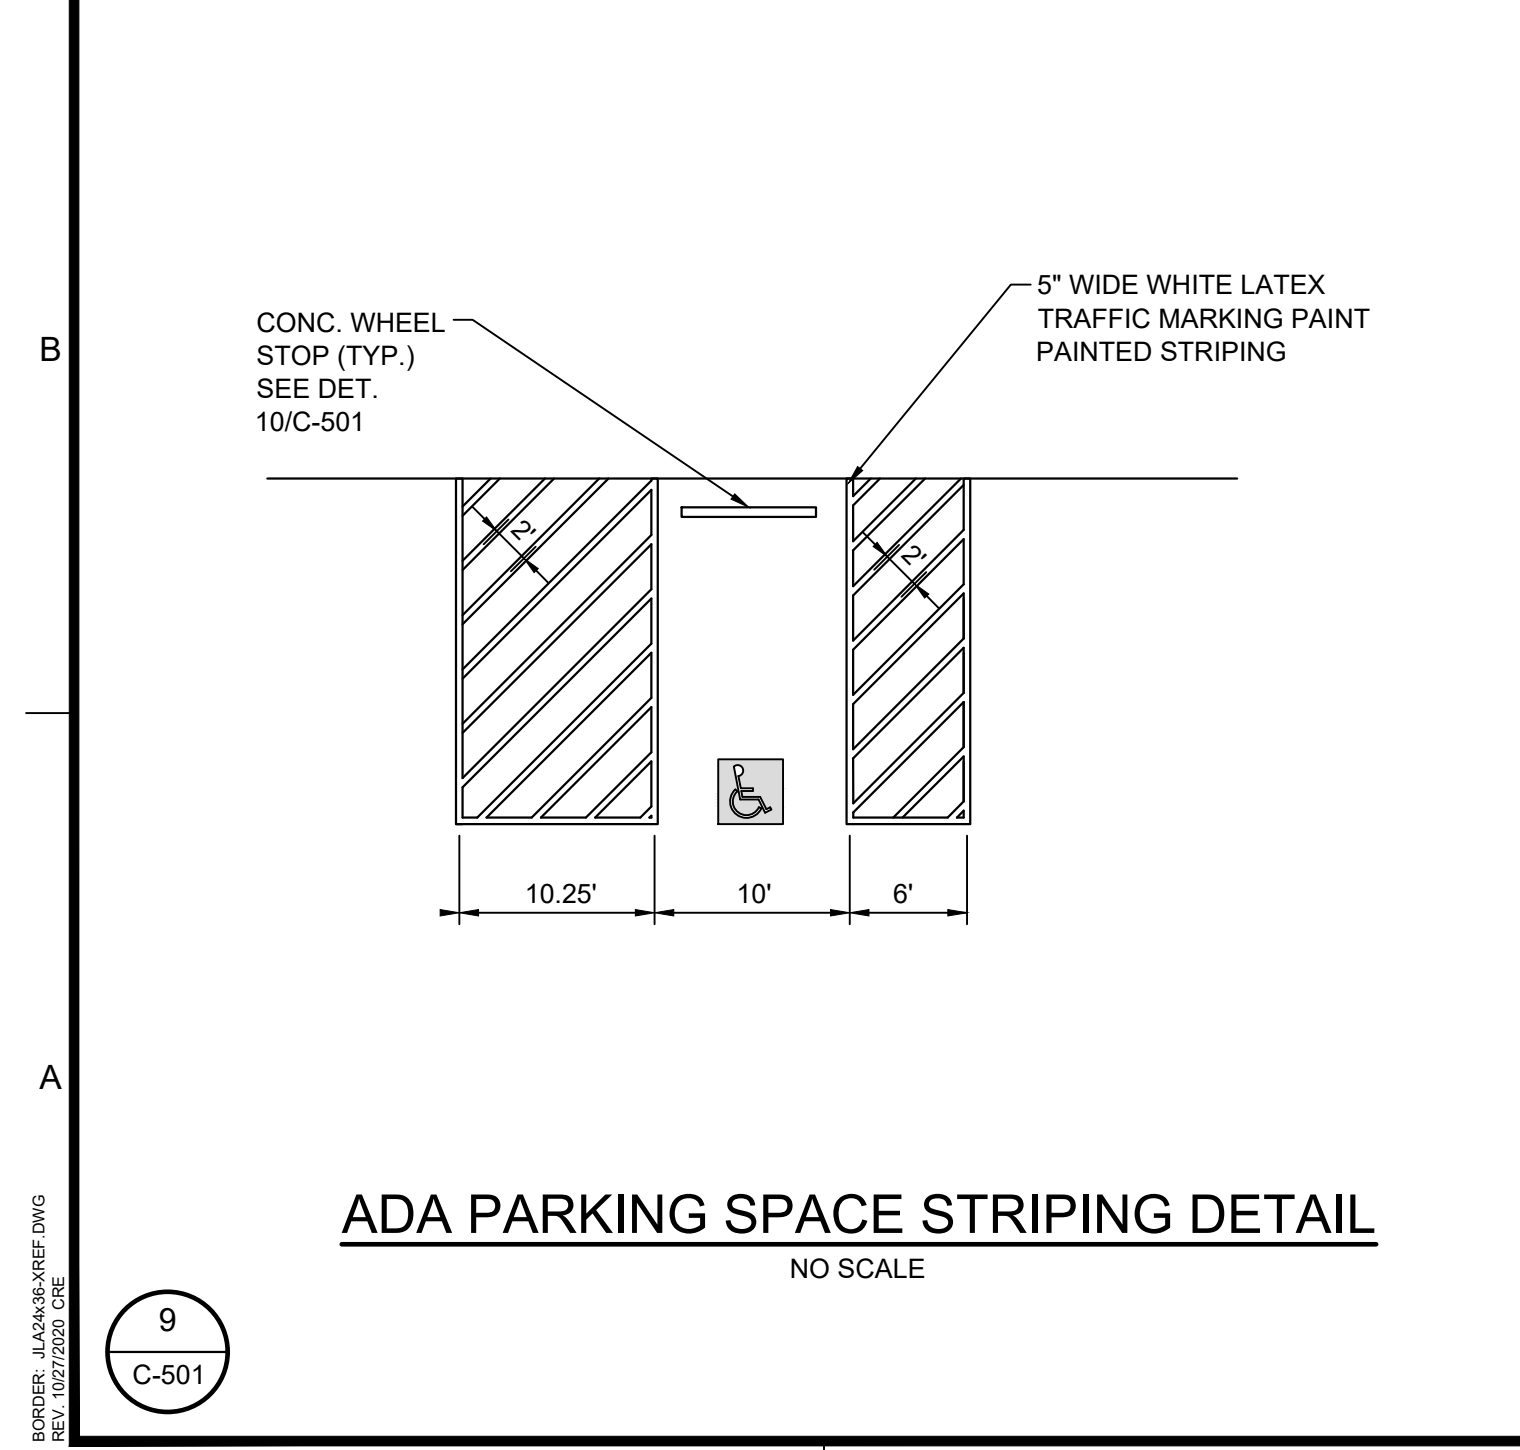 5" WIDE WHITE LATEX
TRAFFIC MARKING PAINT
PAINTED STRIPING
CONC. WHEEL
STOP (TYP.)
SEE DET.
10/C-501
B
2'
2'
10.25'
10'
6'
A
ADA PARKING SPACE STRIPING DETAIL
NO SCALE
9
C-501
BORDER: JLA24x36-XREF.DWG
REV. 10/27/2020 CRE